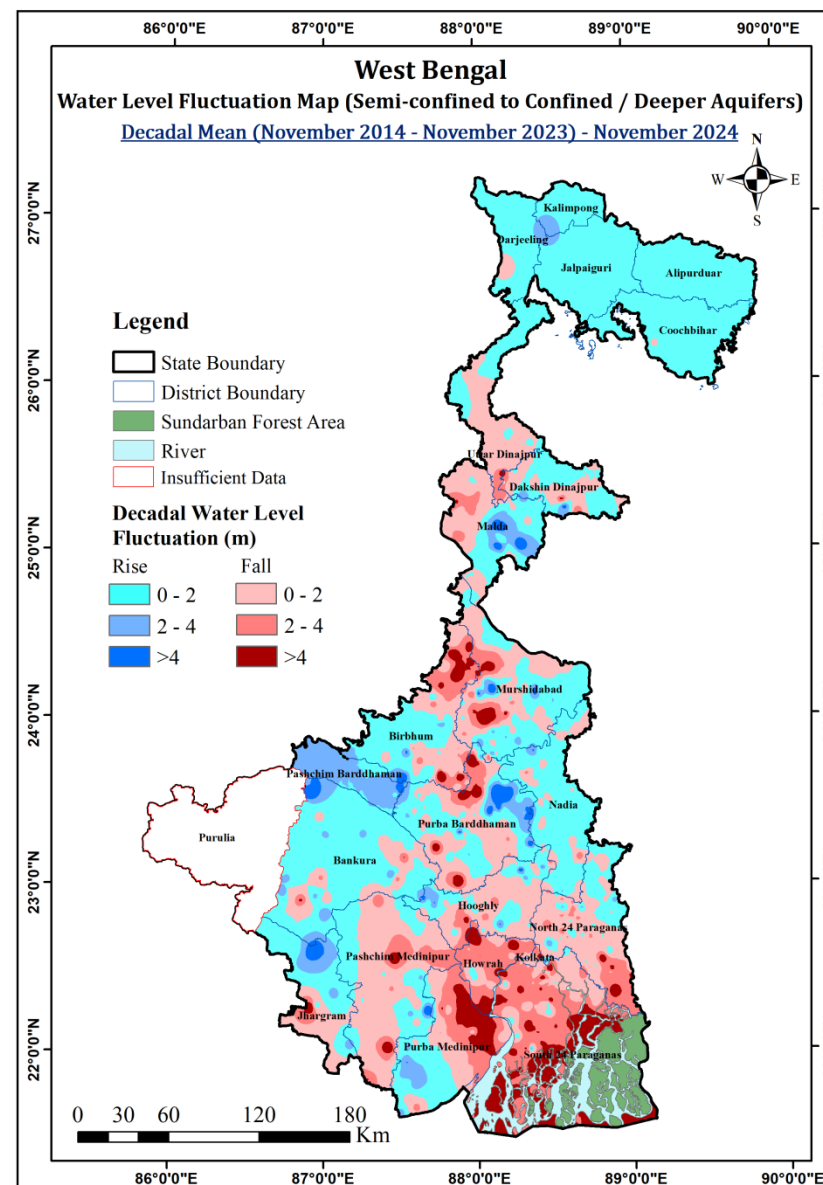 86°0'0"E 87°0'0"E 88°0'0"E 89°0'0"E 90°0'0"E
West Bengal
Water Level Fluctuation Map (Semi-confined to Confined / Deeper Aquifers)
Decadal Mean (November 2014 - November 2023) - November 2024
N
W E
S
27°0'0"N
26°0'0"N
25°0'0"N
24°0'0"N
23°0'0"N
22°0'0"N
Legend
State Boundary
District Boundary
Sundarban Forest Area
River
Insufficient Data
Decadal Water Level
Fluctuation (m)
Rise Fall
0 - 2 0 - 2
2 - 4 2 - 4
>4 >4
Kalimpong
Darjeeling
Jalpaiguri
Alipurduar
Coochbihar
Uttar Dinajpur
Dakshin Dinajpur
Malda
Murshidabad
Birbhum
Pashchim Barddhaman
Nadia
Purba Barddhaman
Purulia
Bankura
Hooghly
North 24 Paraganas
Pashchim Medinipur
Howrah
Kolkata
Jhargram
Purba Medinipur
South 24 Paraganas
0 30 60 120 180
Km
86°0'0"E 87°0'0"E 88°0'0"E 89°0'0"E 90°0'0"E